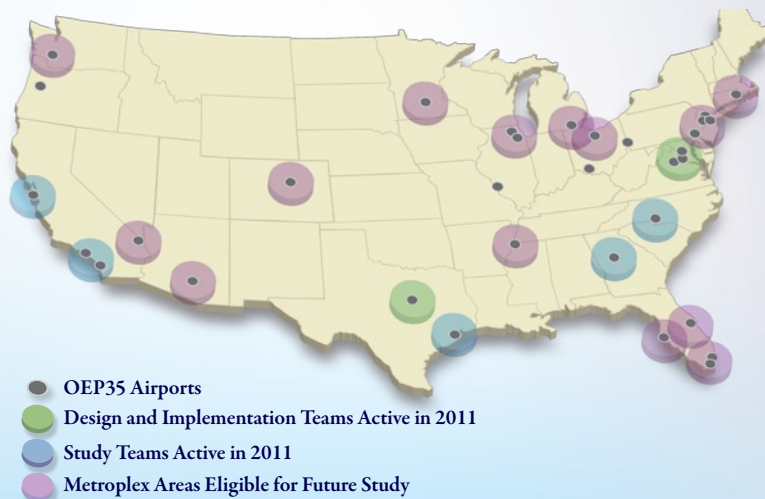 OEP35 Airports
Design and Implementation Teams Active in 2011
Study Teams Active in 2011
Metroplex Areas Eligible for Future Study